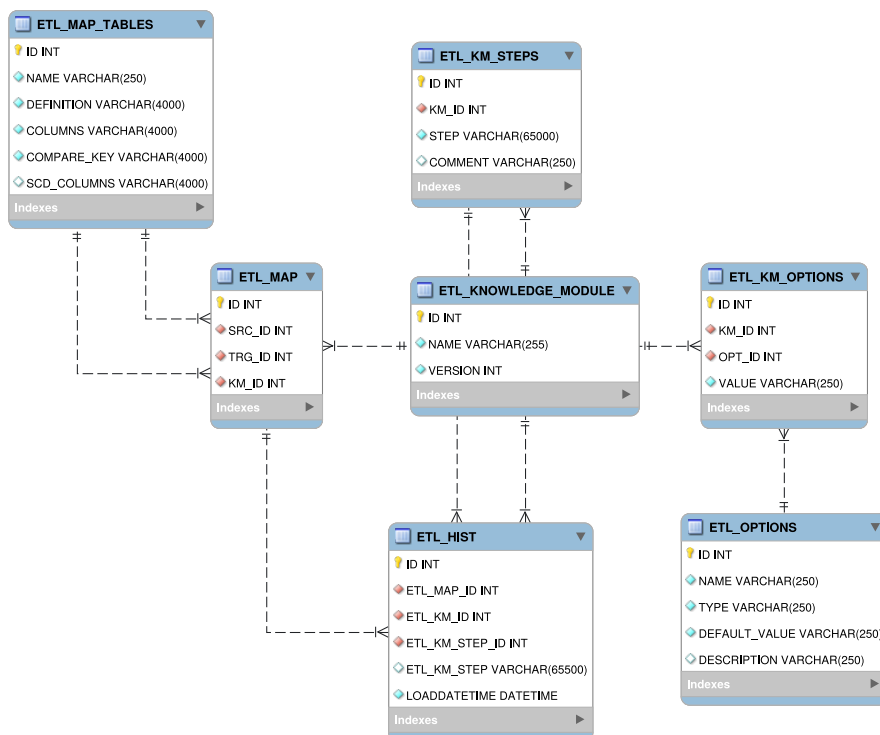 ETL_MAP_TABLES
ID INT
NAME VARCHAR(250)
DEFINITION VARCHAR(4000)
COLUMNS VARCHAR(4000)
COMPARE_KEY VARCHAR(4000)
SCD_COLUMNS VARCHAR(4000)
Indexes
ETL_KM_STEPS
ID INT
KM_ID INT
STEP VARCHAR(65000)
COMMENT VARCHAR(250)
Indexes
ETL_MAP
ID INT
SRC_ID INT
TRG_ID INT
KM_ID INT
Indexes
ETL_KNOWLEDGE_MODULE
ID INT
NAME VARCHAR(255)
VERSION INT
Indexes
ETL_KM_OPTIONS
ID INT
KM_ID INT
OPT_ID INT
VALUE VARCHAR(250)
Indexes
ETL_HIST
ID INT
ETL_MAP_ID INT
ETL_KM_ID INT
ETL_KM_STEP_ID INT
ETL_KM_STEP VARCHAR(65500)
LOADDATETIME DATETIME
Indexes
ETL_OPTIONS
ID INT
NAME VARCHAR(250)
TYPE VARCHAR(250)
DEFAULT_VALUE VARCHAR(250)
DESCRIPTION VARCHAR(250)
Indexes